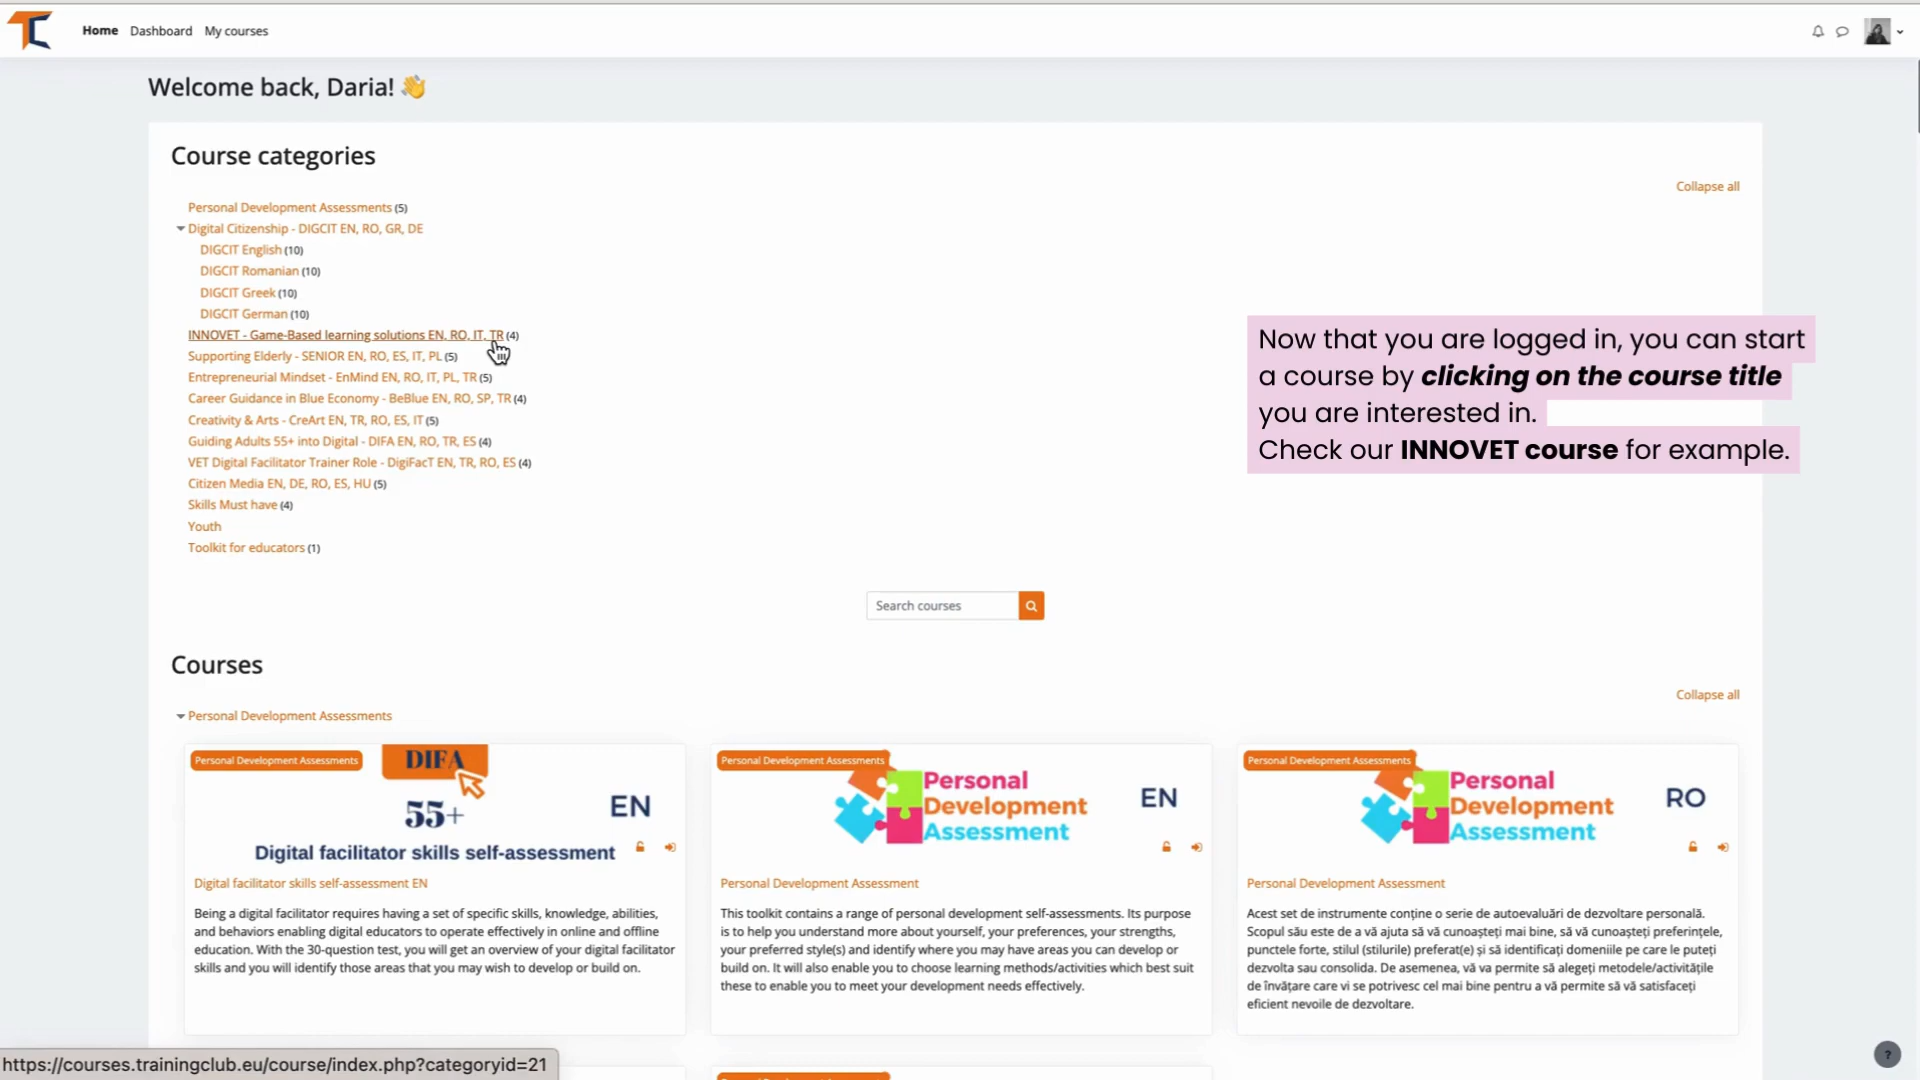 TC
Home Dashboard My courses
Welcome back, Daria! 👋
Course categories
Collapse all
Personal Development Assessments (5)
Digital Citizenship - DIGCIT EN, RO, GR, DE
DIGCIT English (10)
DIGCIT Romanian (10)
DIGCIT Greek (10)
DIGCIT German (10)
INNOVET - Game-Based learning solutions EN, RO, IT, TR (4)
Supporting Elderly - SENIOR EN, RO, ES, IT, PL (5)
Entrepreneurial Mindset - EnMind EN, RO, IT, PL, TR (5)
Career Guidance in Blue Economy - BeBlue EN, RO, SP, TR (4)
Creativity & Arts - CreArt EN, TR, RO, ES, IT (5)
Guiding Adults 55+ into Digital - DIFA EN, RO, TR, ES (4)
VET Digital Facilitator Trainer Role - DigiFacT EN, TR, RO, ES (4)
Citizen Media EN, DE, RO, ES, HU (5)
Skills Must have (4)
Youth
Toolkit for educators (1)
Now that you are logged in, you can start
a course by clicking on the course title
you are interested in.
Check our INNOVET course for example.
Search courses
Courses
Collapse all
Personal Development Assessments
Personal Development Assessments
DIFA
55+
EN
Digital facilitator skills self-assessment
Digital facilitator skills self-assessment EN
Being a digital facilitator requires having a set of specific skills, knowledge, abilities,
and behaviors enabling digital educators to operate effectively in online and offline
education. With the 30-question test, you will get an overview of your digital facilitator
skills and you will identify those areas that you may wish to develop or build on.
Personal Development Assessments
Personal
Development
Assessment
EN
Personal Development Assessment
This toolkit contains a range of personal development self-assessments. Its purpose
is to help you understand more about yourself, your preferences, your strengths,
your preferred style(s) and identify where you may have areas you can develop or
build on. It will also enable you to choose learning methods/activities which best suit
these to enable you to meet your development needs effectively.
Personal Development Assessments
Personal
Development
Assessment
RO
Personal Development Assessment
Acest set de instrumente conține o serie de autoevaluări de dezvoltare personală.
Scopul său este de a vă ajuta să vă cunoașteți mai bine, să vă cunoașteți preferințele,
punctele forte, stilul (stilurile) preferat(e) și să identificați domeniile pe care le puteți
dezvolta sau consolida. De asemenea, vă va permite să alegeți metodele/activitățile
de învățare care vi se potrivesc cel mai bine pentru a vă permite să vă satisfaceți
eficient nevoile de dezvoltare.
Personal Development Assessments
https://courses.trainingclub.eu/course/index.php?categoryid=21
?